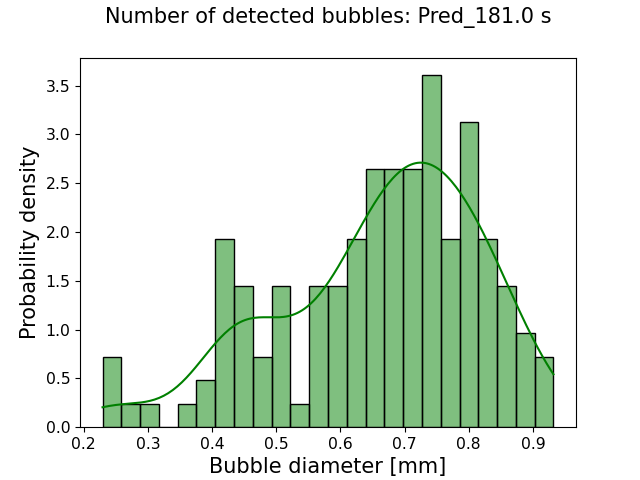 Number of detected bubbles: Pred_181.0 s
Probability density
3.5
3.0
2.5
2.0
1.5
1.0
0.5
0.0
0.2 0.3 0.4 0.5 0.6 0.7 0.8 0.9
Bubble diameter [mm]